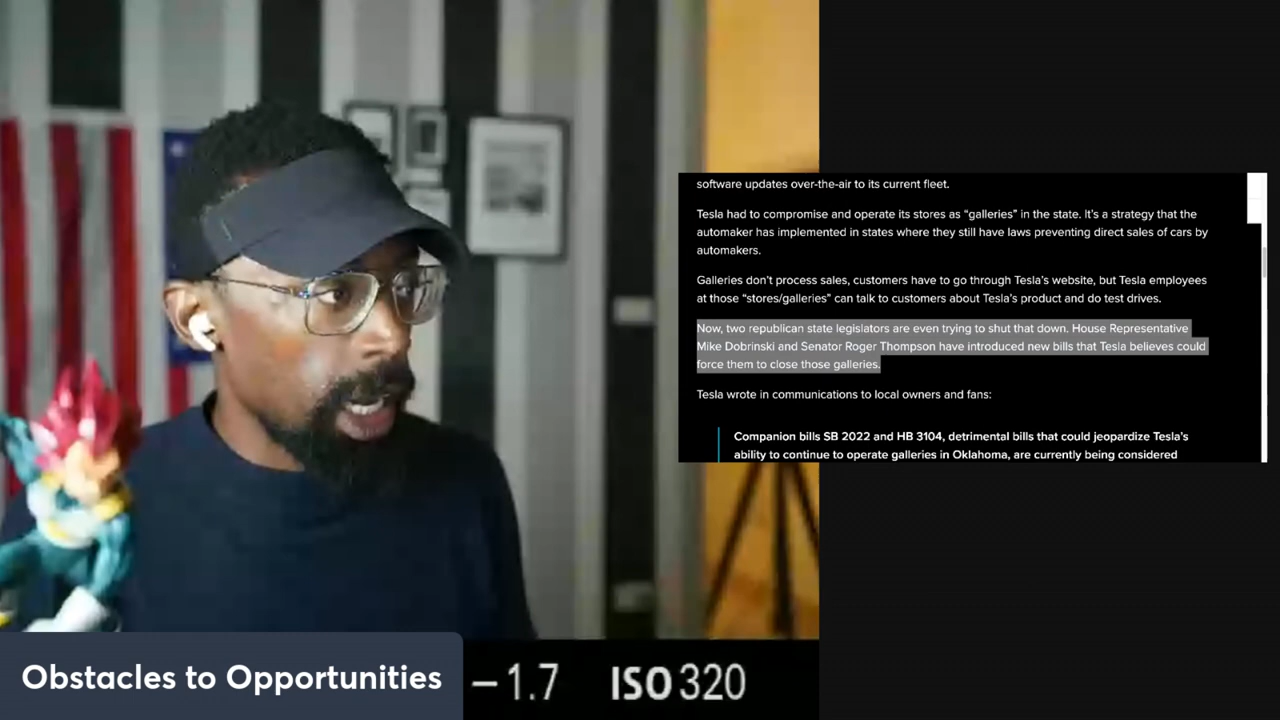 software updates over-the-air to its current fleet.
Tesla had to compromise and operate its stores as “galleries” in the state. It’s a strategy that the
automaker has implemented in states where they still have laws preventing direct sales of cars by
automakers.
Galleries don’t process sales, customers have to go through Tesla’s website, but Tesla employees
at those “stores/galleries” can talk to customers about Tesla’s product and do test drives.
Now, two republican state legislators are even trying to shut that down. House Representative
Mike Dobrinski and Senator Roger Thompson have introduced new bills that Tesla believes could
force them to close those galleries.
Tesla wrote in communications to local owners and fans:
Companion bills SB 2022 and HB 3104, detrimental bills that could jeopardize Tesla’s
ability to continue to operate galleries in Oklahoma, are currently being considered
Obstacles to Opportunities
–1.7 ISO320